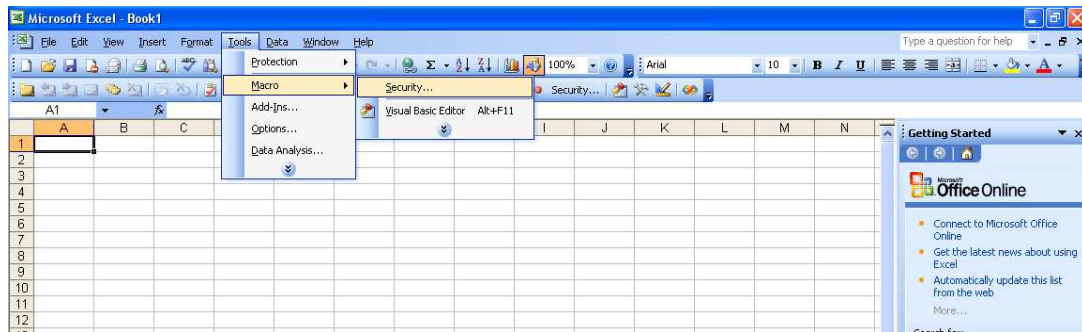 Microsoft Excel - Book1
File Edit View Insert Format Tools Data Window Help
Type a question for help
Protection
Macro
Add-Ins...
Options...
Data Analysis...
Security...
Visual Basic Editor Alt+F11
100%
Arial
10
B I U
Security...
A1
fx
A B C I J K L M N
1
2
3
4
5
6
7
8
9
10
11
12
Getting Started
Microsoft
Office Online
Connect to Microsoft Office
Online
Get the latest news about using
Excel
Automatically update this list
from the web
More...